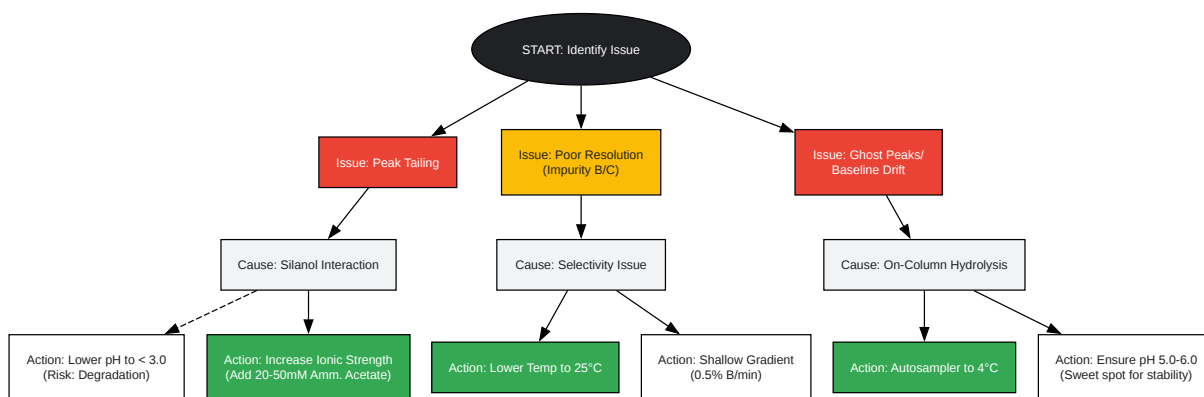 START: Identify Issue
Issue: Peak Tailing
Issue: Poor Resolution
(Impurity B/C)
Issue: Ghost Peaks/
Baseline Drift
Cause: Silanol Interaction
Cause: Selectivity Issue
Cause: On-Column Hydrolysis
Action: Lower pH to < 3.0
(Risk: Degradation)
Action: Increase Ionic Strength
(Add 20-50mM Amm. Acetate)
Action: Lower Temp to 25°C
Action: Shallow Gradient
(0.5% B/min)
Action: Autosampler to 4°C
Action: Ensure pH 5.0-6.0
(Sweet spot for stability)